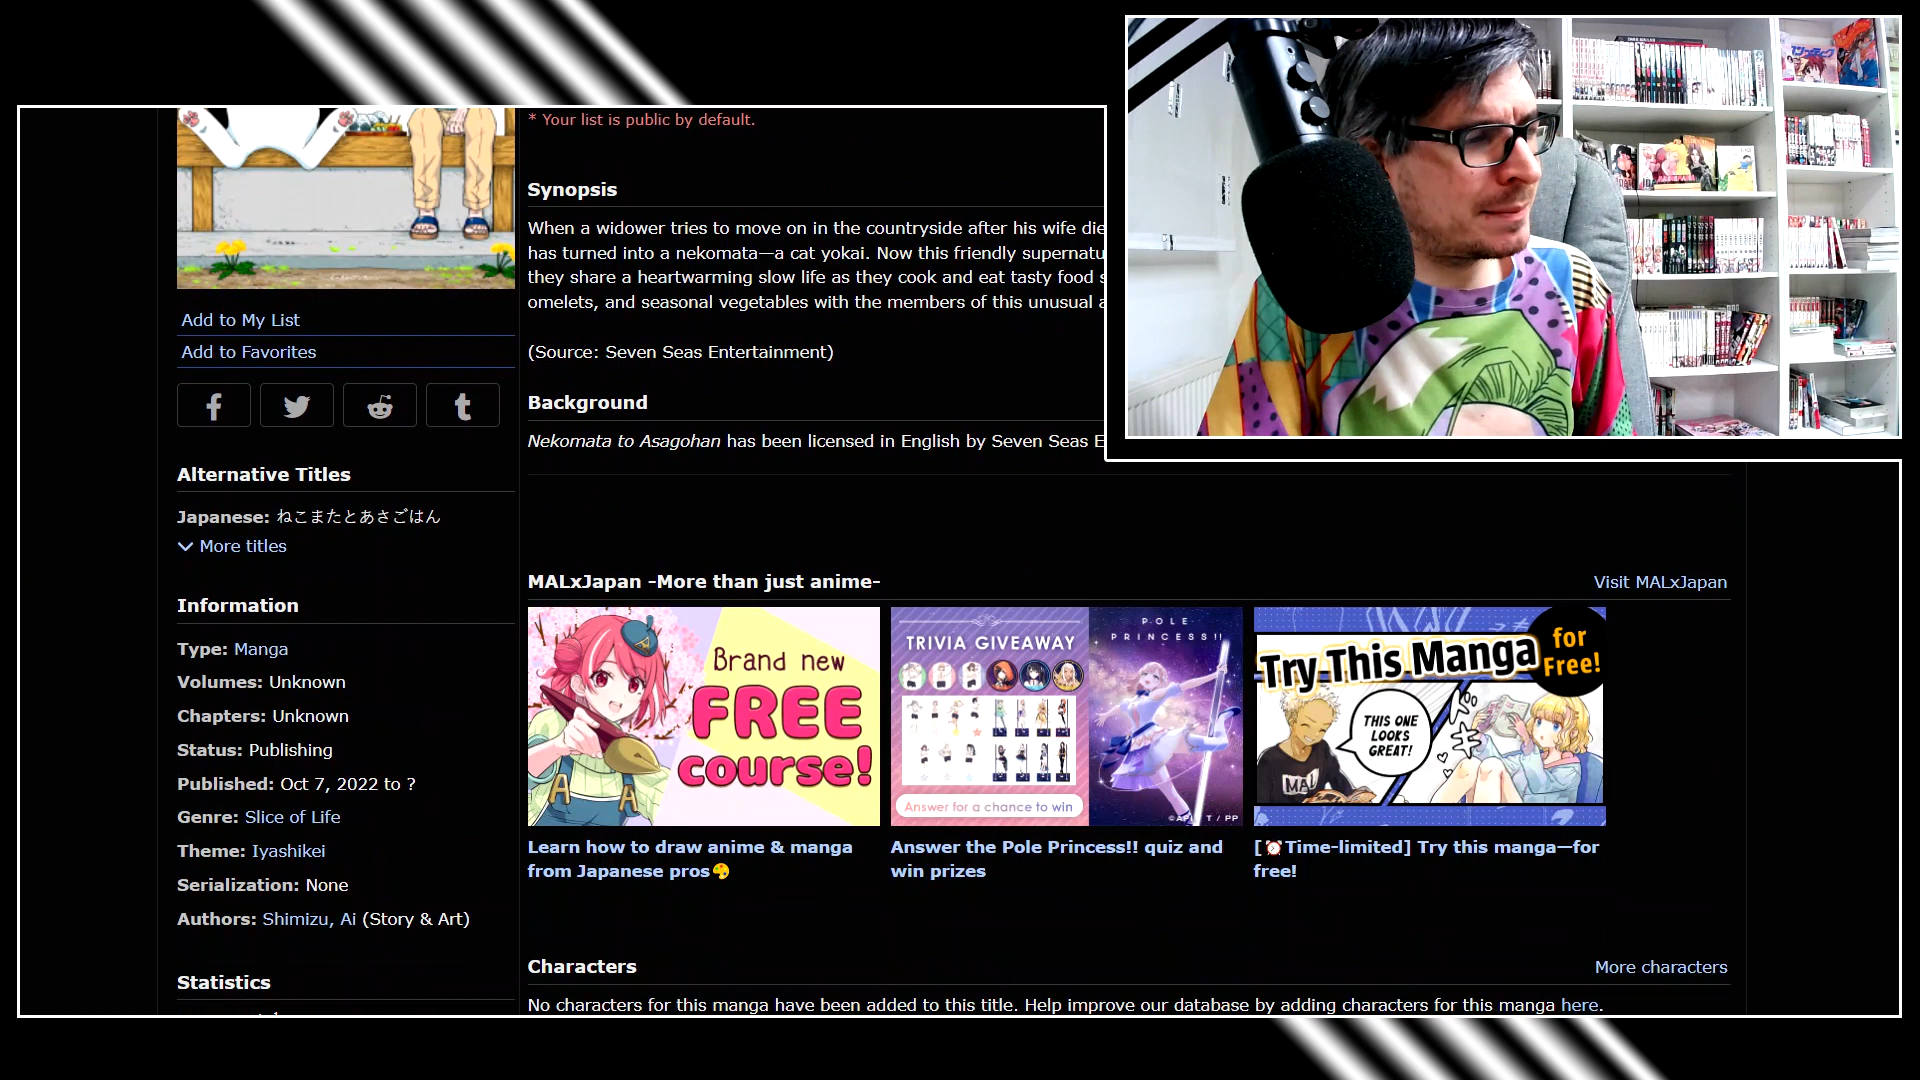 * Your list is public by default.
Synopsis
When a widower tries to move on in the countryside after his wife die
has turned into a nekomata—a cat yokai. Now this friendly supernatu
they share a heartwarming slow life as they cook and eat tasty food s
omelets, and seasonal vegetables with the members of this unusual a
(Source: Seven Seas Entertainment)
Background
Nekomata to Asagohan has been licensed in English by Seven Seas E
Add to My List
Add to Favorites
Alternative Titles
Japanese: ねこまたとあさごはん
More titles
Information
Type: Manga
Volumes: Unknown
Chapters: Unknown
Status: Publishing
Published: Oct 7, 2022 to ?
Genre: Slice of Life
Theme: Iyashikei
Serialization: None
Authors: Shimizu, Ai (Story & Art)
Statistics
MALxJapan -More than just anime-
Visit MALxJapan
Brand new
FREE
course!
TRIVIA GIVEAWAY
Answer for a chance to win
POLE
PRINCESS!!
Try This Manga
for
Free!
THIS ONE
LOOKS
GREAT!
MAL
Learn how to draw anime & manga
from Japanese pros🎨
Answer the Pole Princess!! quiz and
win prizes
[⏰Time-limited] Try this manga—for
free!
Characters
More characters
No characters for this manga have been added to this title. Help improve our database by adding characters for this manga here.